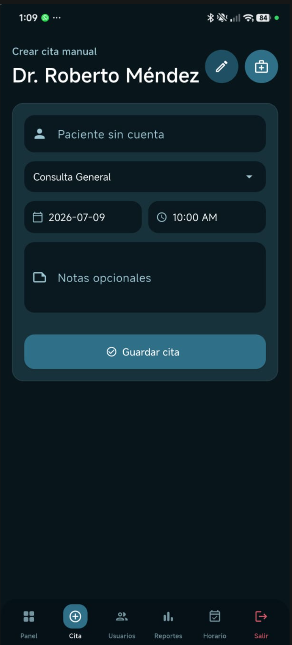 1:09
84
Crear cita manual
Dr. Roberto Méndez
Paciente sin cuenta
Consulta General
2026-07-09 10:00 AM
Notas opcionales
Guardar cita
Panel Cita Usuarios Reportes Horario Salir